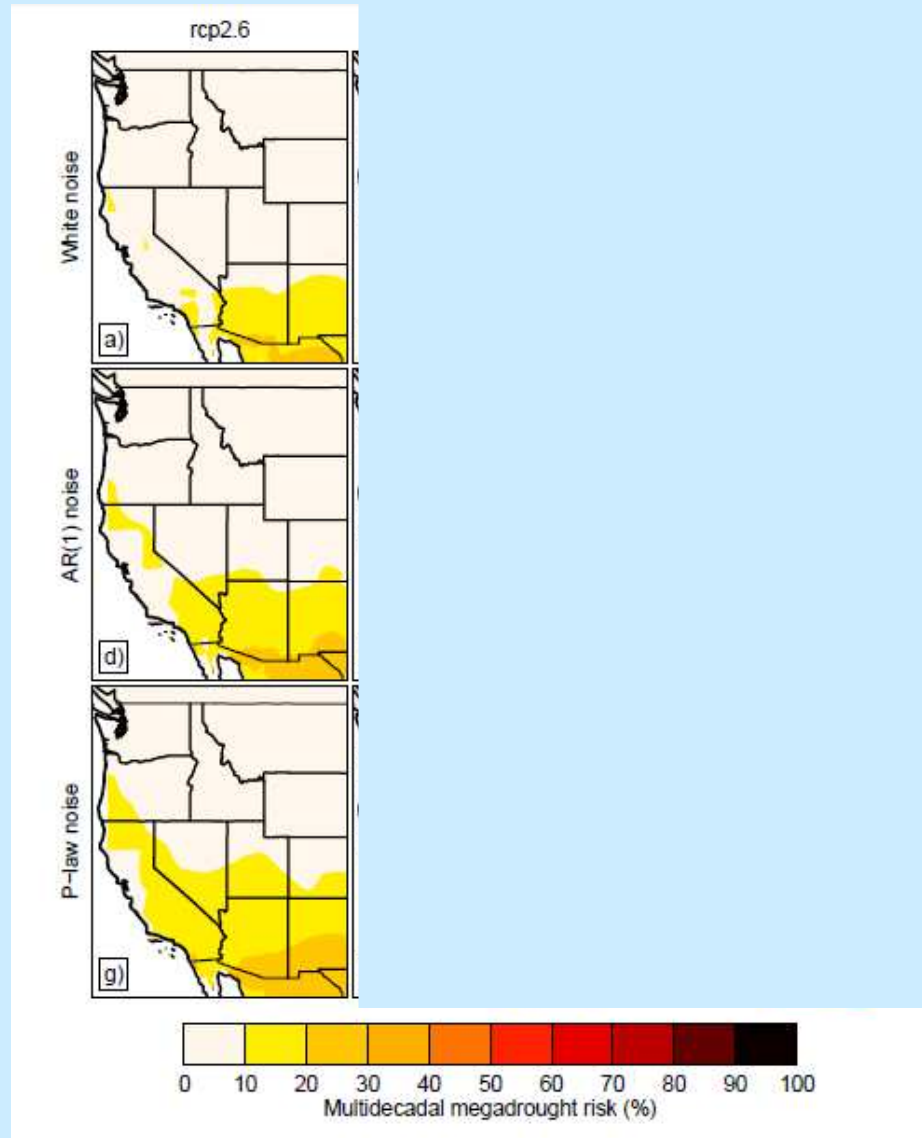 rcp2.6
White noise
a)
AR(1) noise
d)
P-law noise
g)
0 10 20 30 40 50 60 70 80 90 100
Multidecadal megadrought risk (%)